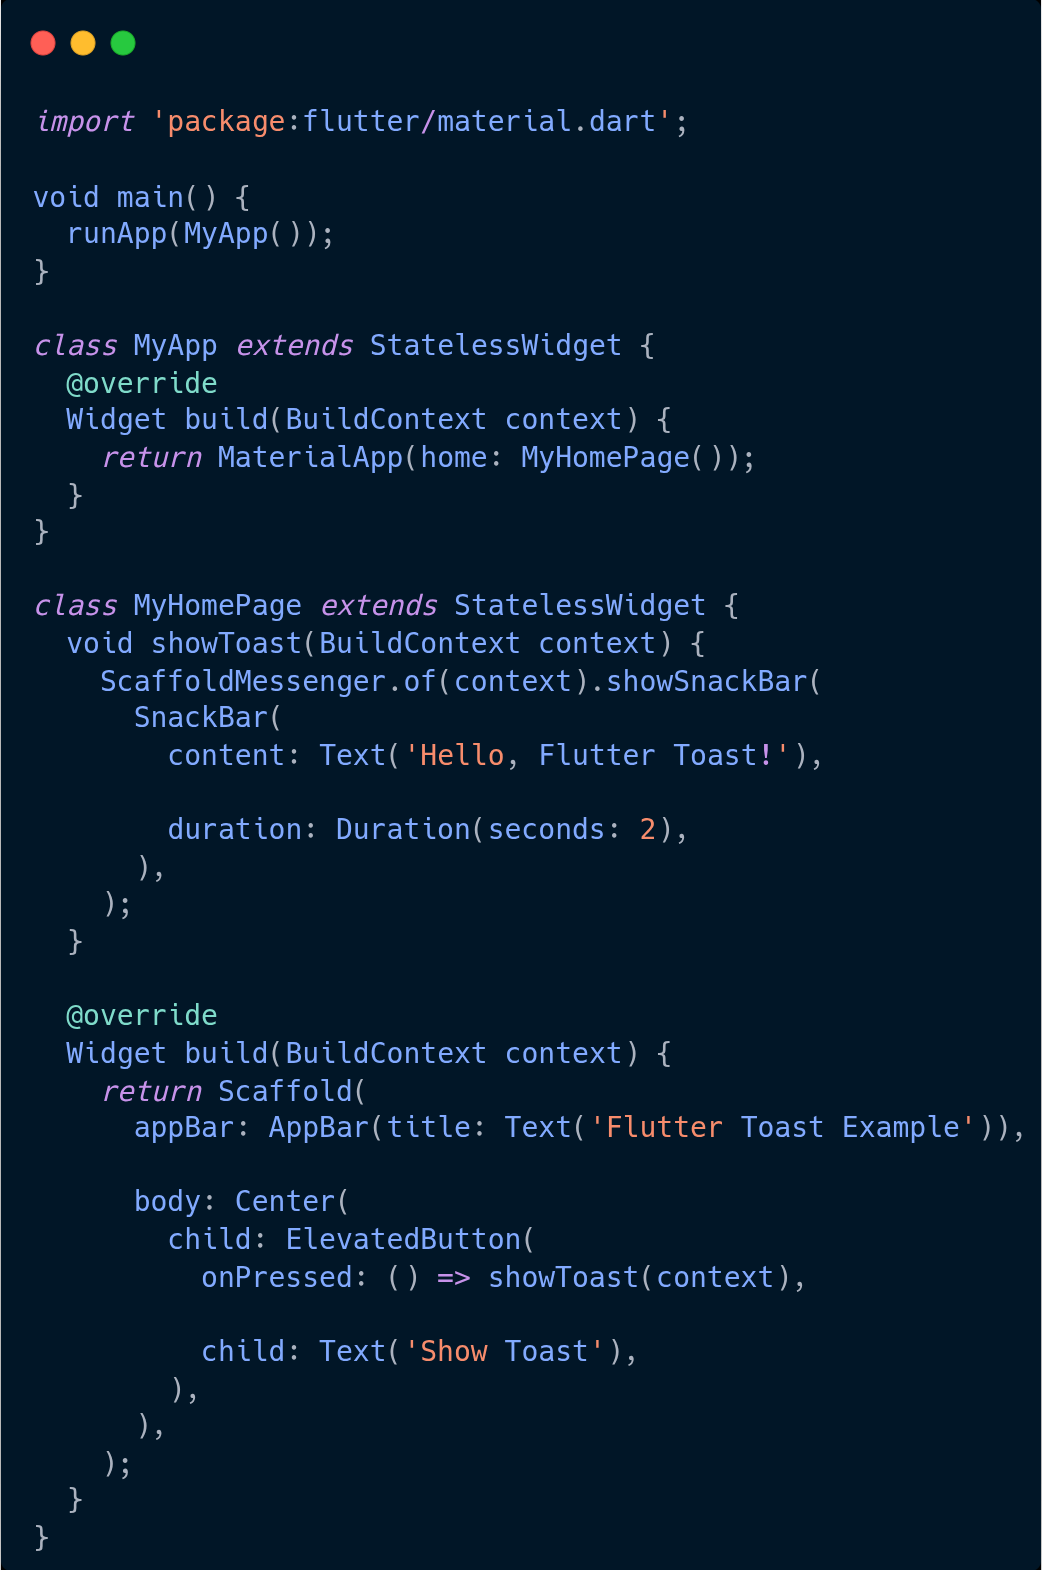 import 'package:flutter/material.dart';

void main() {
  runApp(MyApp());
}

class MyApp extends StatelessWidget {
  @override
  Widget build(BuildContext context) {
    return MaterialApp(home: MyHomePage());
  }
}

class MyHomePage extends StatelessWidget {
  void showToast(BuildContext context) {
    ScaffoldMessenger.of(context).showSnackBar(
      SnackBar(
        content: Text('Hello, Flutter Toast!'),

        duration: Duration(seconds: 2),
      ),
    );
  }

  @override
  Widget build(BuildContext context) {
    return Scaffold(
      appBar: AppBar(title: Text('Flutter Toast Example')),

      body: Center(
        child: ElevatedButton(
          onPressed: () => showToast(context),

          child: Text('Show Toast'),
        ),
      ),
    );
  }
}